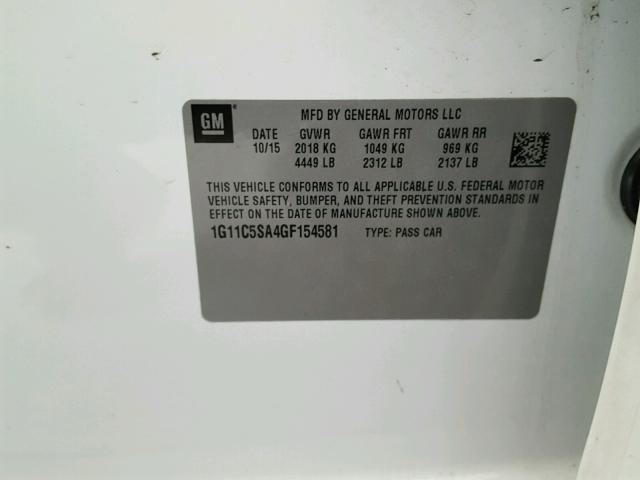 GM
MFD BY GENERAL MOTORS LLC
DATE GVWR GAWR FRT GAWR RR
10/15 2018 KG 1049 KG 969 KG
4449 LB 2312 LB 2137 LB
THIS VEHICLE CONFORMS TO ALL APPLICABLE U.S. FEDERAL MOTOR
VEHICLE SAFETY, BUMPER, AND THEFT PREVENTION STANDARDS IN
EFFECT ON THE DATE OF MANUFACTURE SHOWN ABOVE.
1G11C5SA4GF154581 TYPE: PASS CAR